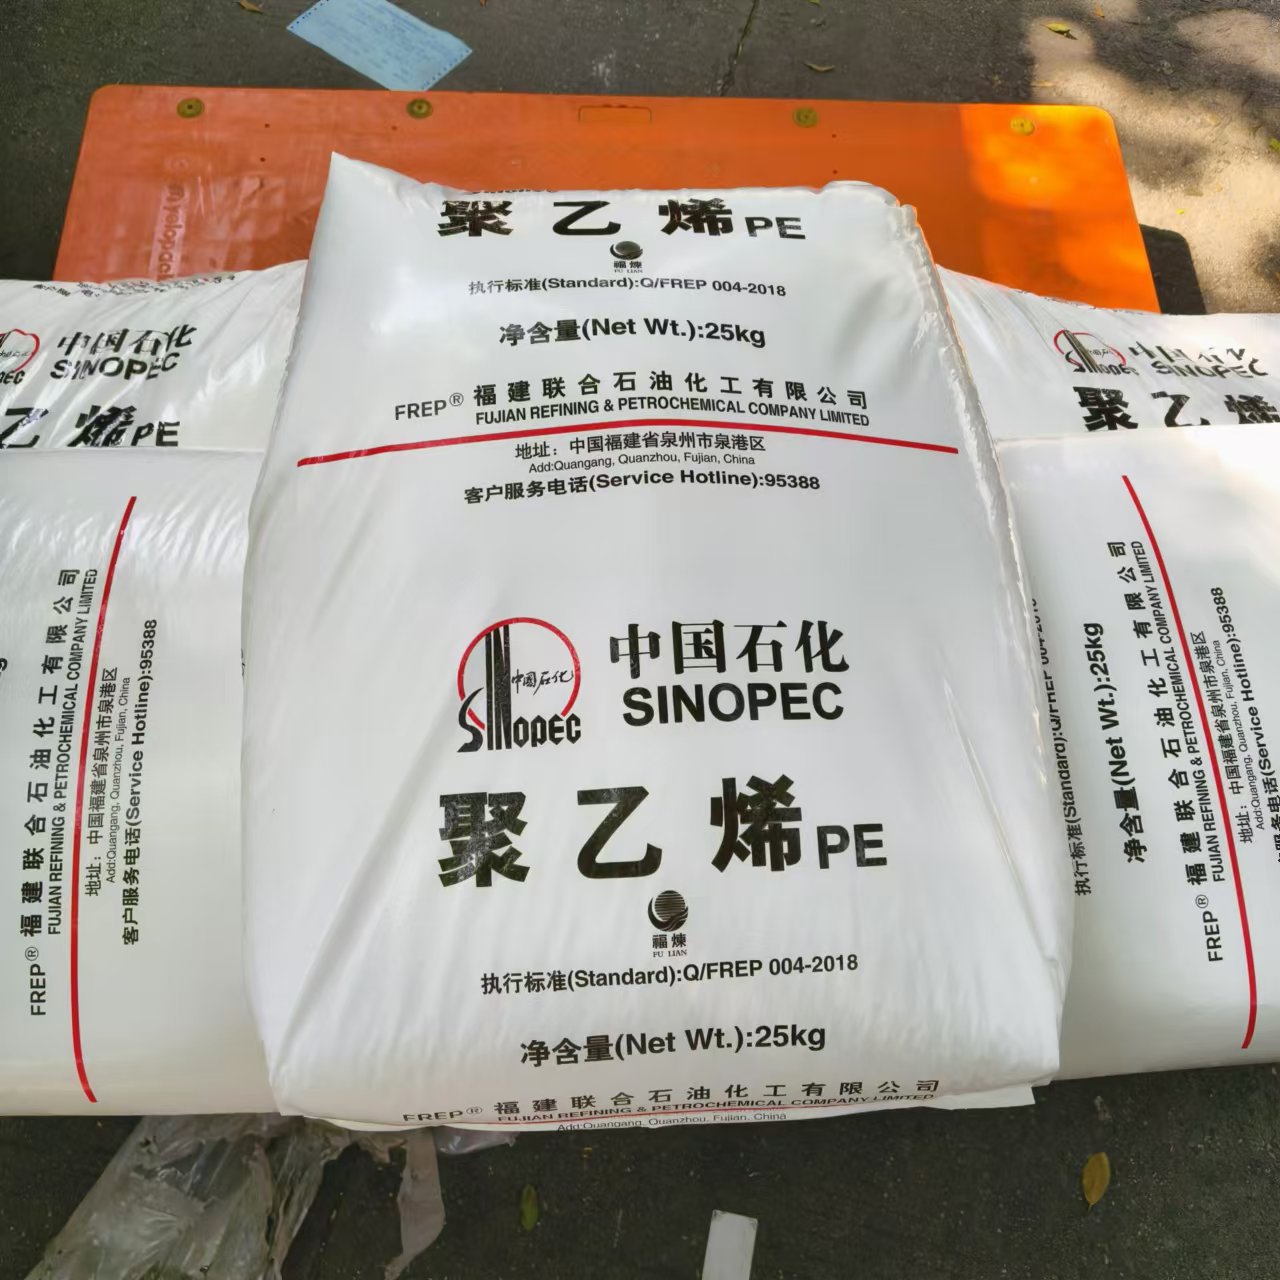 聚乙烯PE
福煉
FU LIAN
执行标准(Standard):Q/FREP 004-2018
净含量(Net Wt.):25kg
FREP® 福建联合石油化工有限公司
FUJIAN REFINING & PETROCHEMICAL COMPANY LIMITED
地址：中国福建省泉州市泉港区
Add:Quangang, Quanzhou, Fujian, China
客户服务电话(Service Hotline):95388
中国石化
SINOPEC
中国石化
SINOPEC
聚乙烯PE
福煉
FU LIAN
执行标准(Standard):Q/FREP 004-2018
净含量(Net Wt.):25kg
FREP® 福建联合石油化工有限公司
FUJIAN REFINING & PETROCHEMICAL COMPANY LIMITED
Add:Quangang, Quanzhou, Fujian, China
中国石化
SINOPEC
乙烯PE
FREP® 福建联合石油化工有限公司
FUJIAN REFINING & PETROCHEMICAL COMPANY LIMITED
地址：中国福建省泉州市泉港区
Add:Quangang, Quanzhou, Fujian, China
客户服务电话(Service Hotline):95388
中国石化
SINOPEC
聚乙烯
执行标准(Standard):Q/FREP 004-2018
净含量(Net Wt.):25kg
FREP® 福建联合石油化工有限公司
FUJIAN REFINING & PETROCHEMICAL COMPANY LIMITED
地址：中国福建省泉州市泉港区
Add:Quangang, Quanzhou, Fujian, China
(Service Hotline):95388